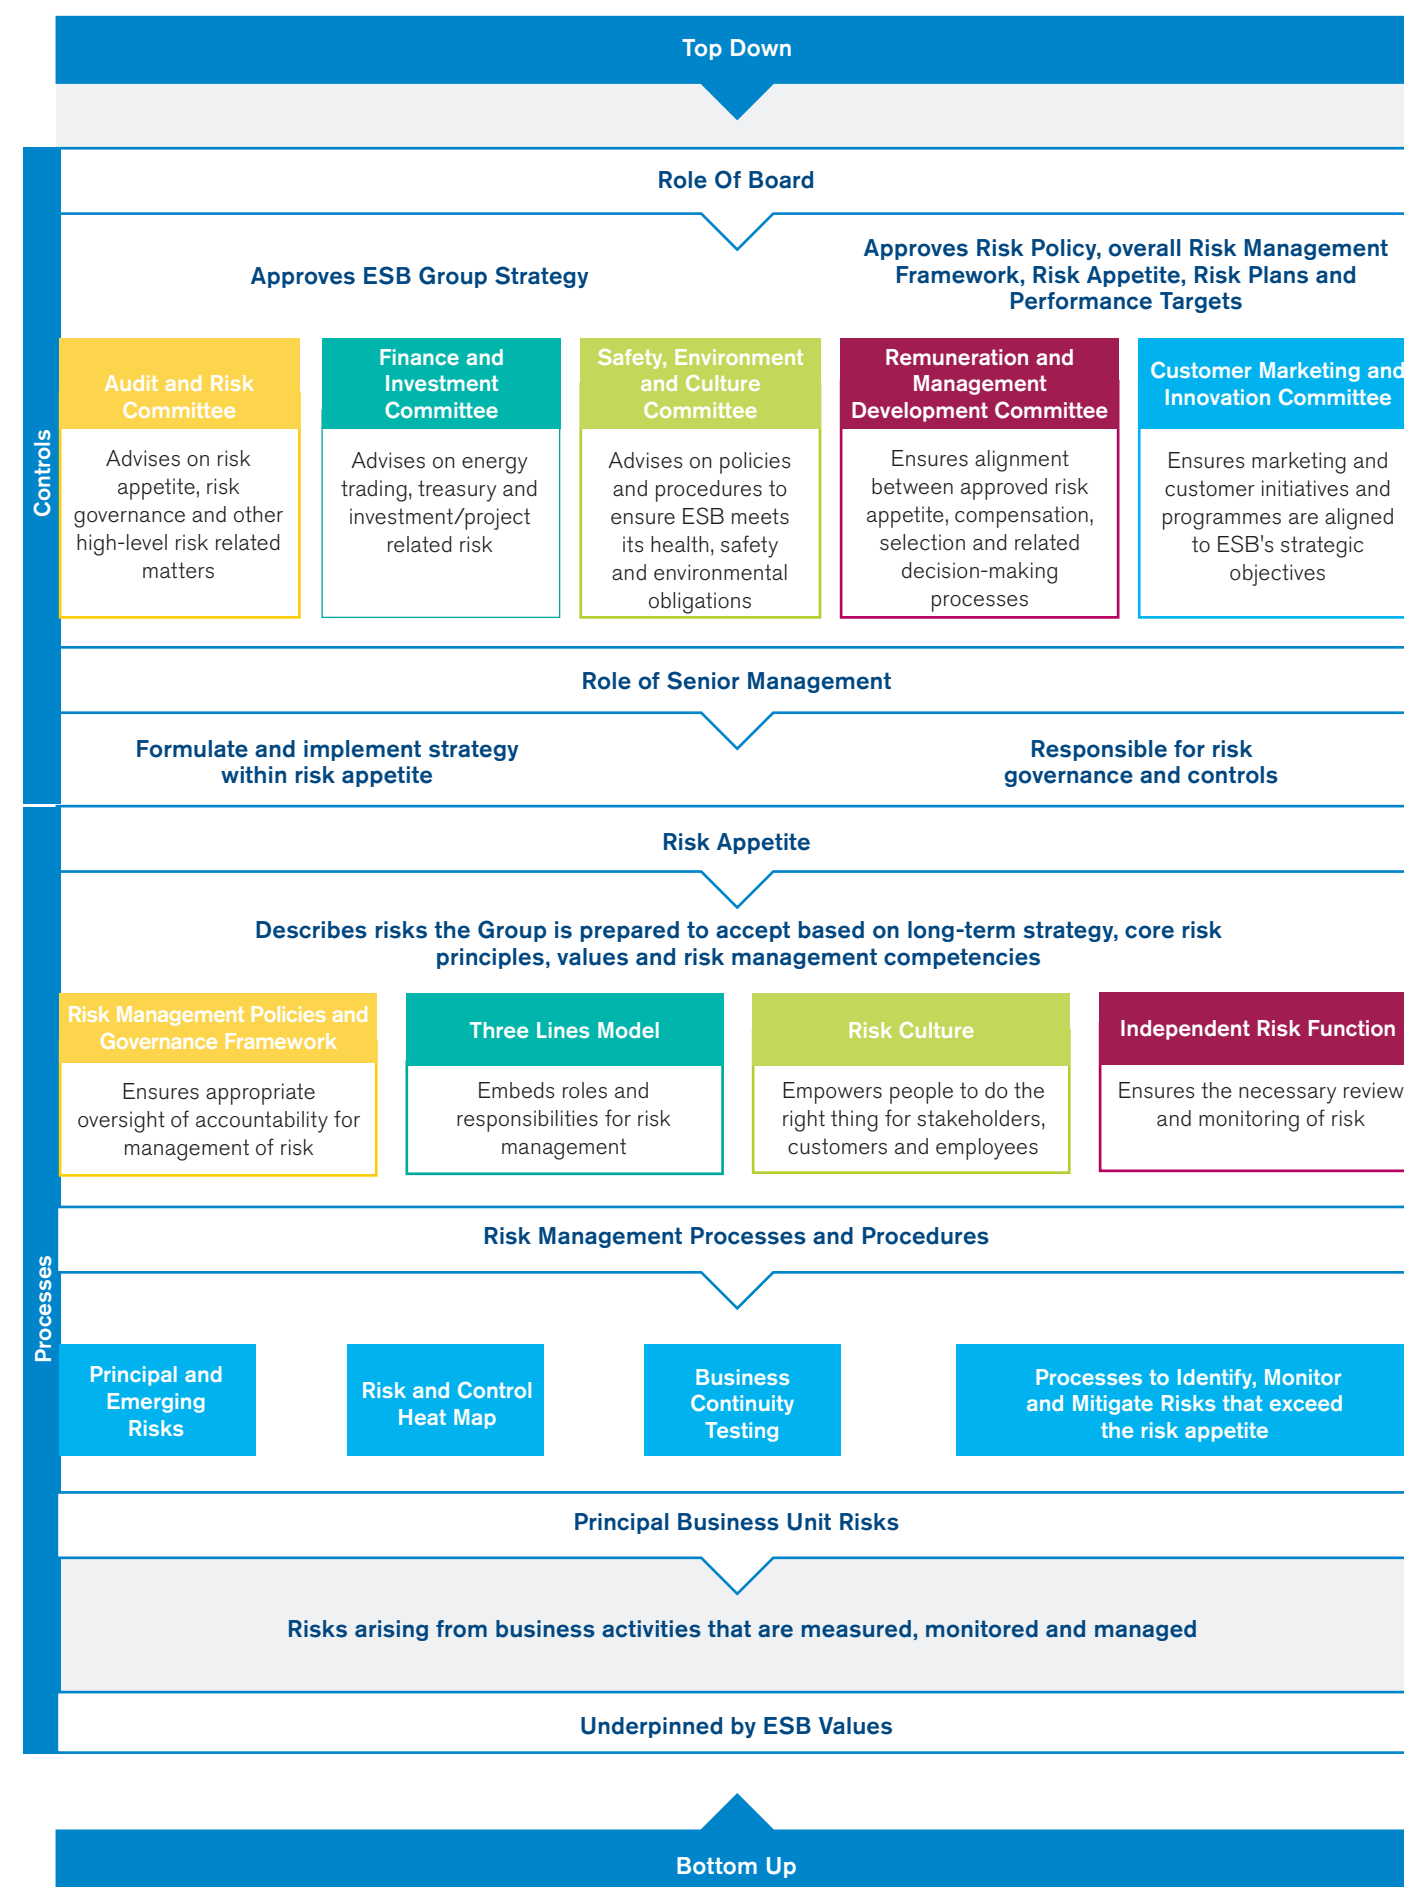 Top Down
Controls
Role Of Board
Approves ESB Group Strategy
Approves Risk Policy, overall Risk Management
Framework, Risk Appetite, Risk Plans and
Performance Targets
Audit and Risk
Committee
Advises on risk
appetite, risk
governance and other
high-level risk related
matters
Finance and
Investment
Committee
Advises on energy
trading, treasury and
investment/project
related risk
Safety, Environment
and Culture
Committee
Advises on policies
and procedures to
ensure ESB meets
its health, safety
and environmental
obligations
Remuneration and
Management
Development Committee
Ensures alignment
between approved risk
appetite, compensation,
selection and related
decision-making
processes
Customer Marketing and
Innovation Committee
Ensures marketing and
customer initiatives and
programmes are aligned
to ESB's strategic
objectives
Role of Senior Management
Formulate and implement strategy
within risk appetite
Responsible for risk
governance and controls
Processes
Risk Appetite
Describes risks the Group is prepared to accept based on long-term strategy, core risk
principles, values and risk management competencies
Risk Management Policies and
Governance Framework
Ensures appropriate
oversight of accountability for
management of risk
Three Lines Model
Embeds roles and
responsibilities for risk
management
Risk Culture
Empowers people to do the
right thing for stakeholders,
customers and employees
Independent Risk Function
Ensures the necessary review
and monitoring of risk
Risk Management Processes and Procedures
Principal and
Emerging
Risks
Risk and Control
Heat Map
Business
Continuity
Testing
Processes to Identify, Monitor
and Mitigate Risks that exceed
the risk appetite
Principal Business Unit Risks
Risks arising from business activities that are measured, monitored and managed
Underpinned by ESB Values
Bottom Up